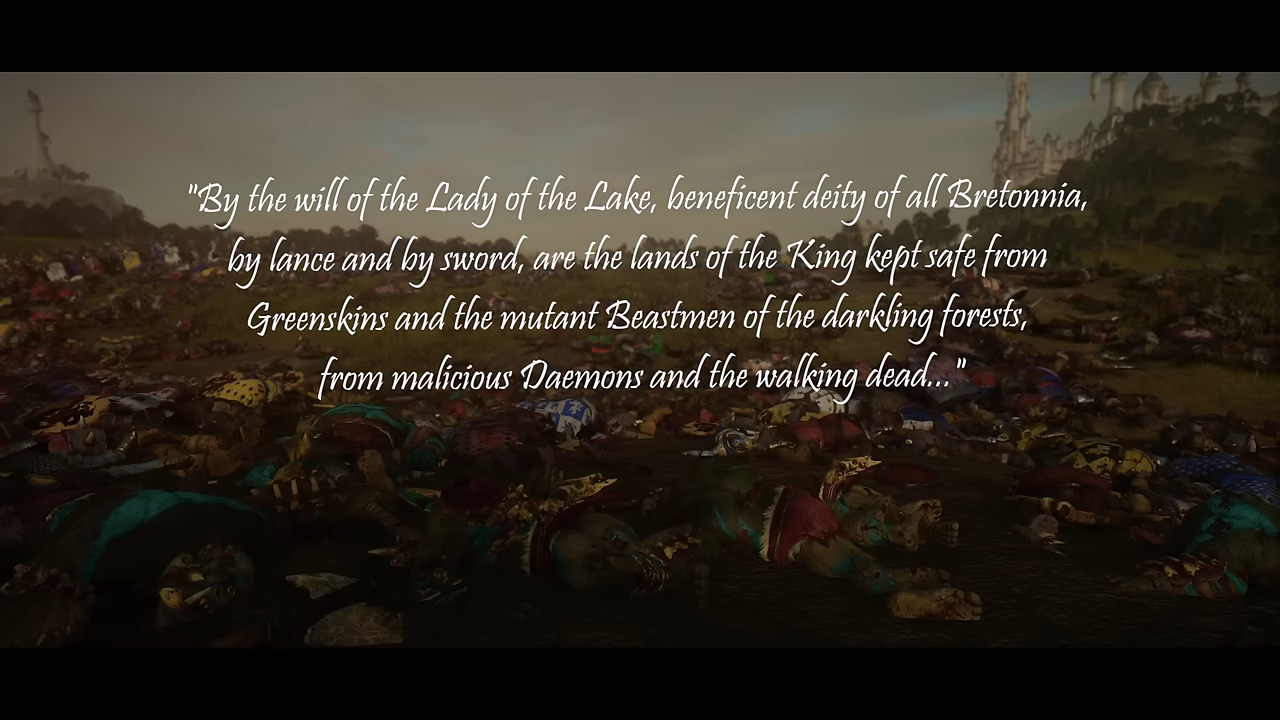 "By the will of the Lady of the Lake, beneficent deity of all Bretonnia,
by lance and by sword, are the lands of the King kept safe from
Greenskins and the mutant Beastmen of the darkling forests,
from malicious Daemons and the walking dead..."